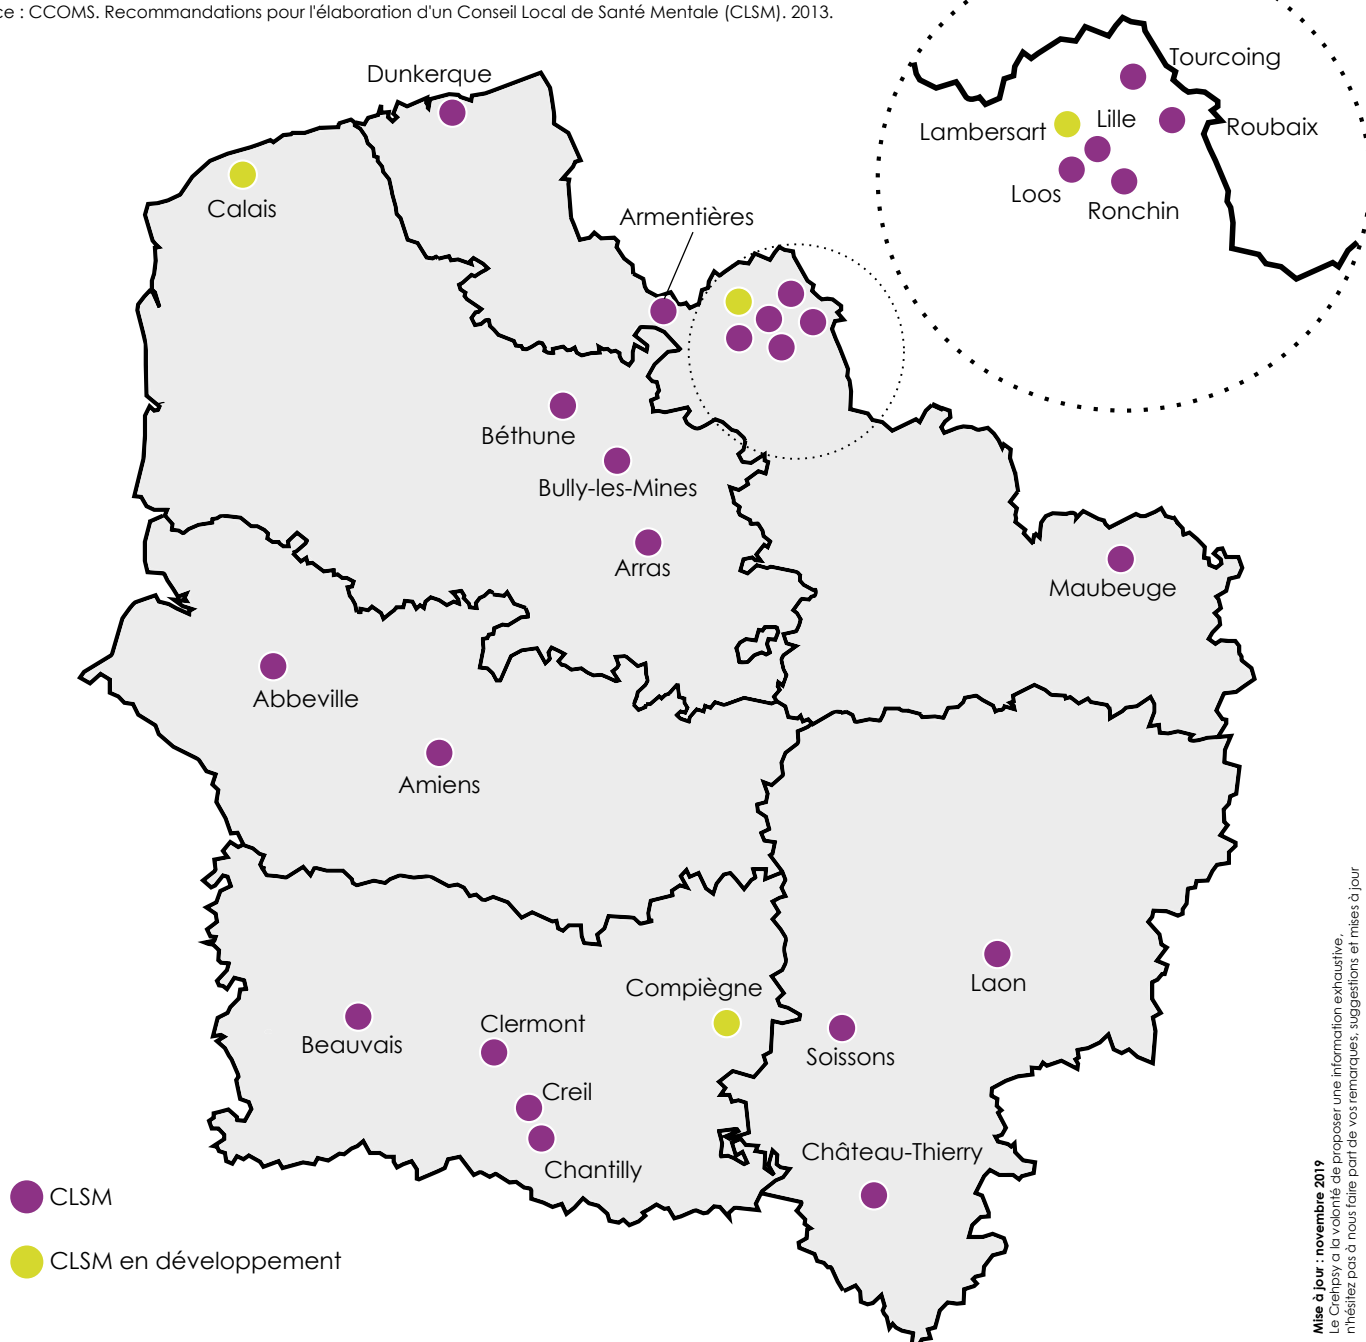 ce : CCOMS. Recommandations pour l'élaboration d'un Conseil Local de Santé Mentale (CLSM). 2013.
Dunkerque
Tourcoing
Lambersart
Lille
Roubaix
Loos
Ronchin
Calais
Armentières
Béthune
Bully-les-Mines
Arras
Maubeuge
Abbeville
Amiens
Compiègne
Laon
Beauvais
Clermont
Soissons
Creil
Chantilly
Château-Thierry
CLSM
CLSM en développement
Mise à jour : novembre 2019
Le Crehpsy a la volonté de proposer une information exhaustive,
n'hésitez pas à nous faire part de vos remarques, suggestions et mises à jour